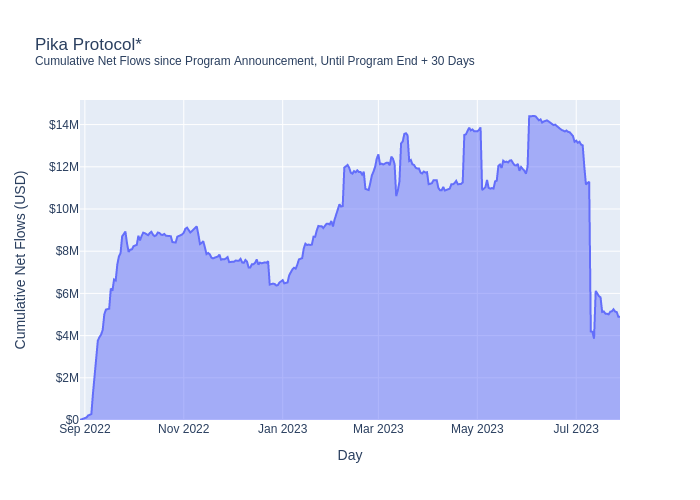 Pika Protocol*
Cumulative Net Flows since Program Announcement, Until Program End + 30 Days
Cumulative Net Flows (USD)
$14M
$12M
$10M
$8M
$6M
$4M
$2M
$0
Sep 2022 Nov 2022 Jan 2023 Mar 2023 May 2023 Jul 2023
Day